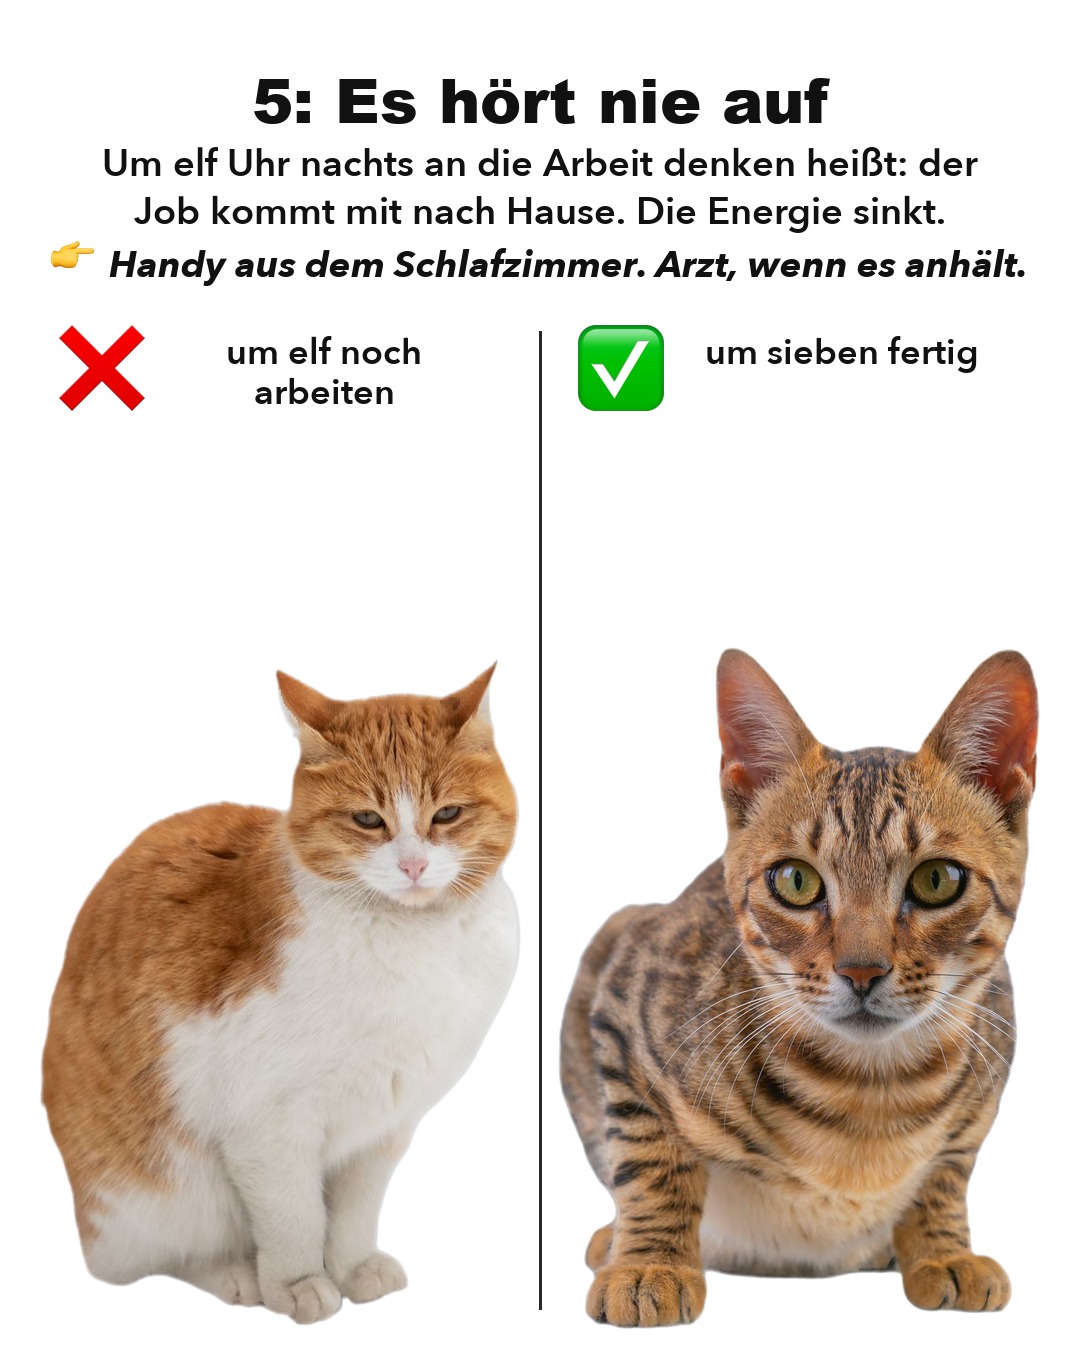 5: Es hört nie auf
Um elf Uhr nachts an die Arbeit denken heißt: der
Job kommt mit nach Hause. Die Energie sinkt.
👉 Handy aus dem Schlafzimmer. Arzt, wenn es anhält.
❌ um elf noch
arbeiten
✅ um sieben fertig